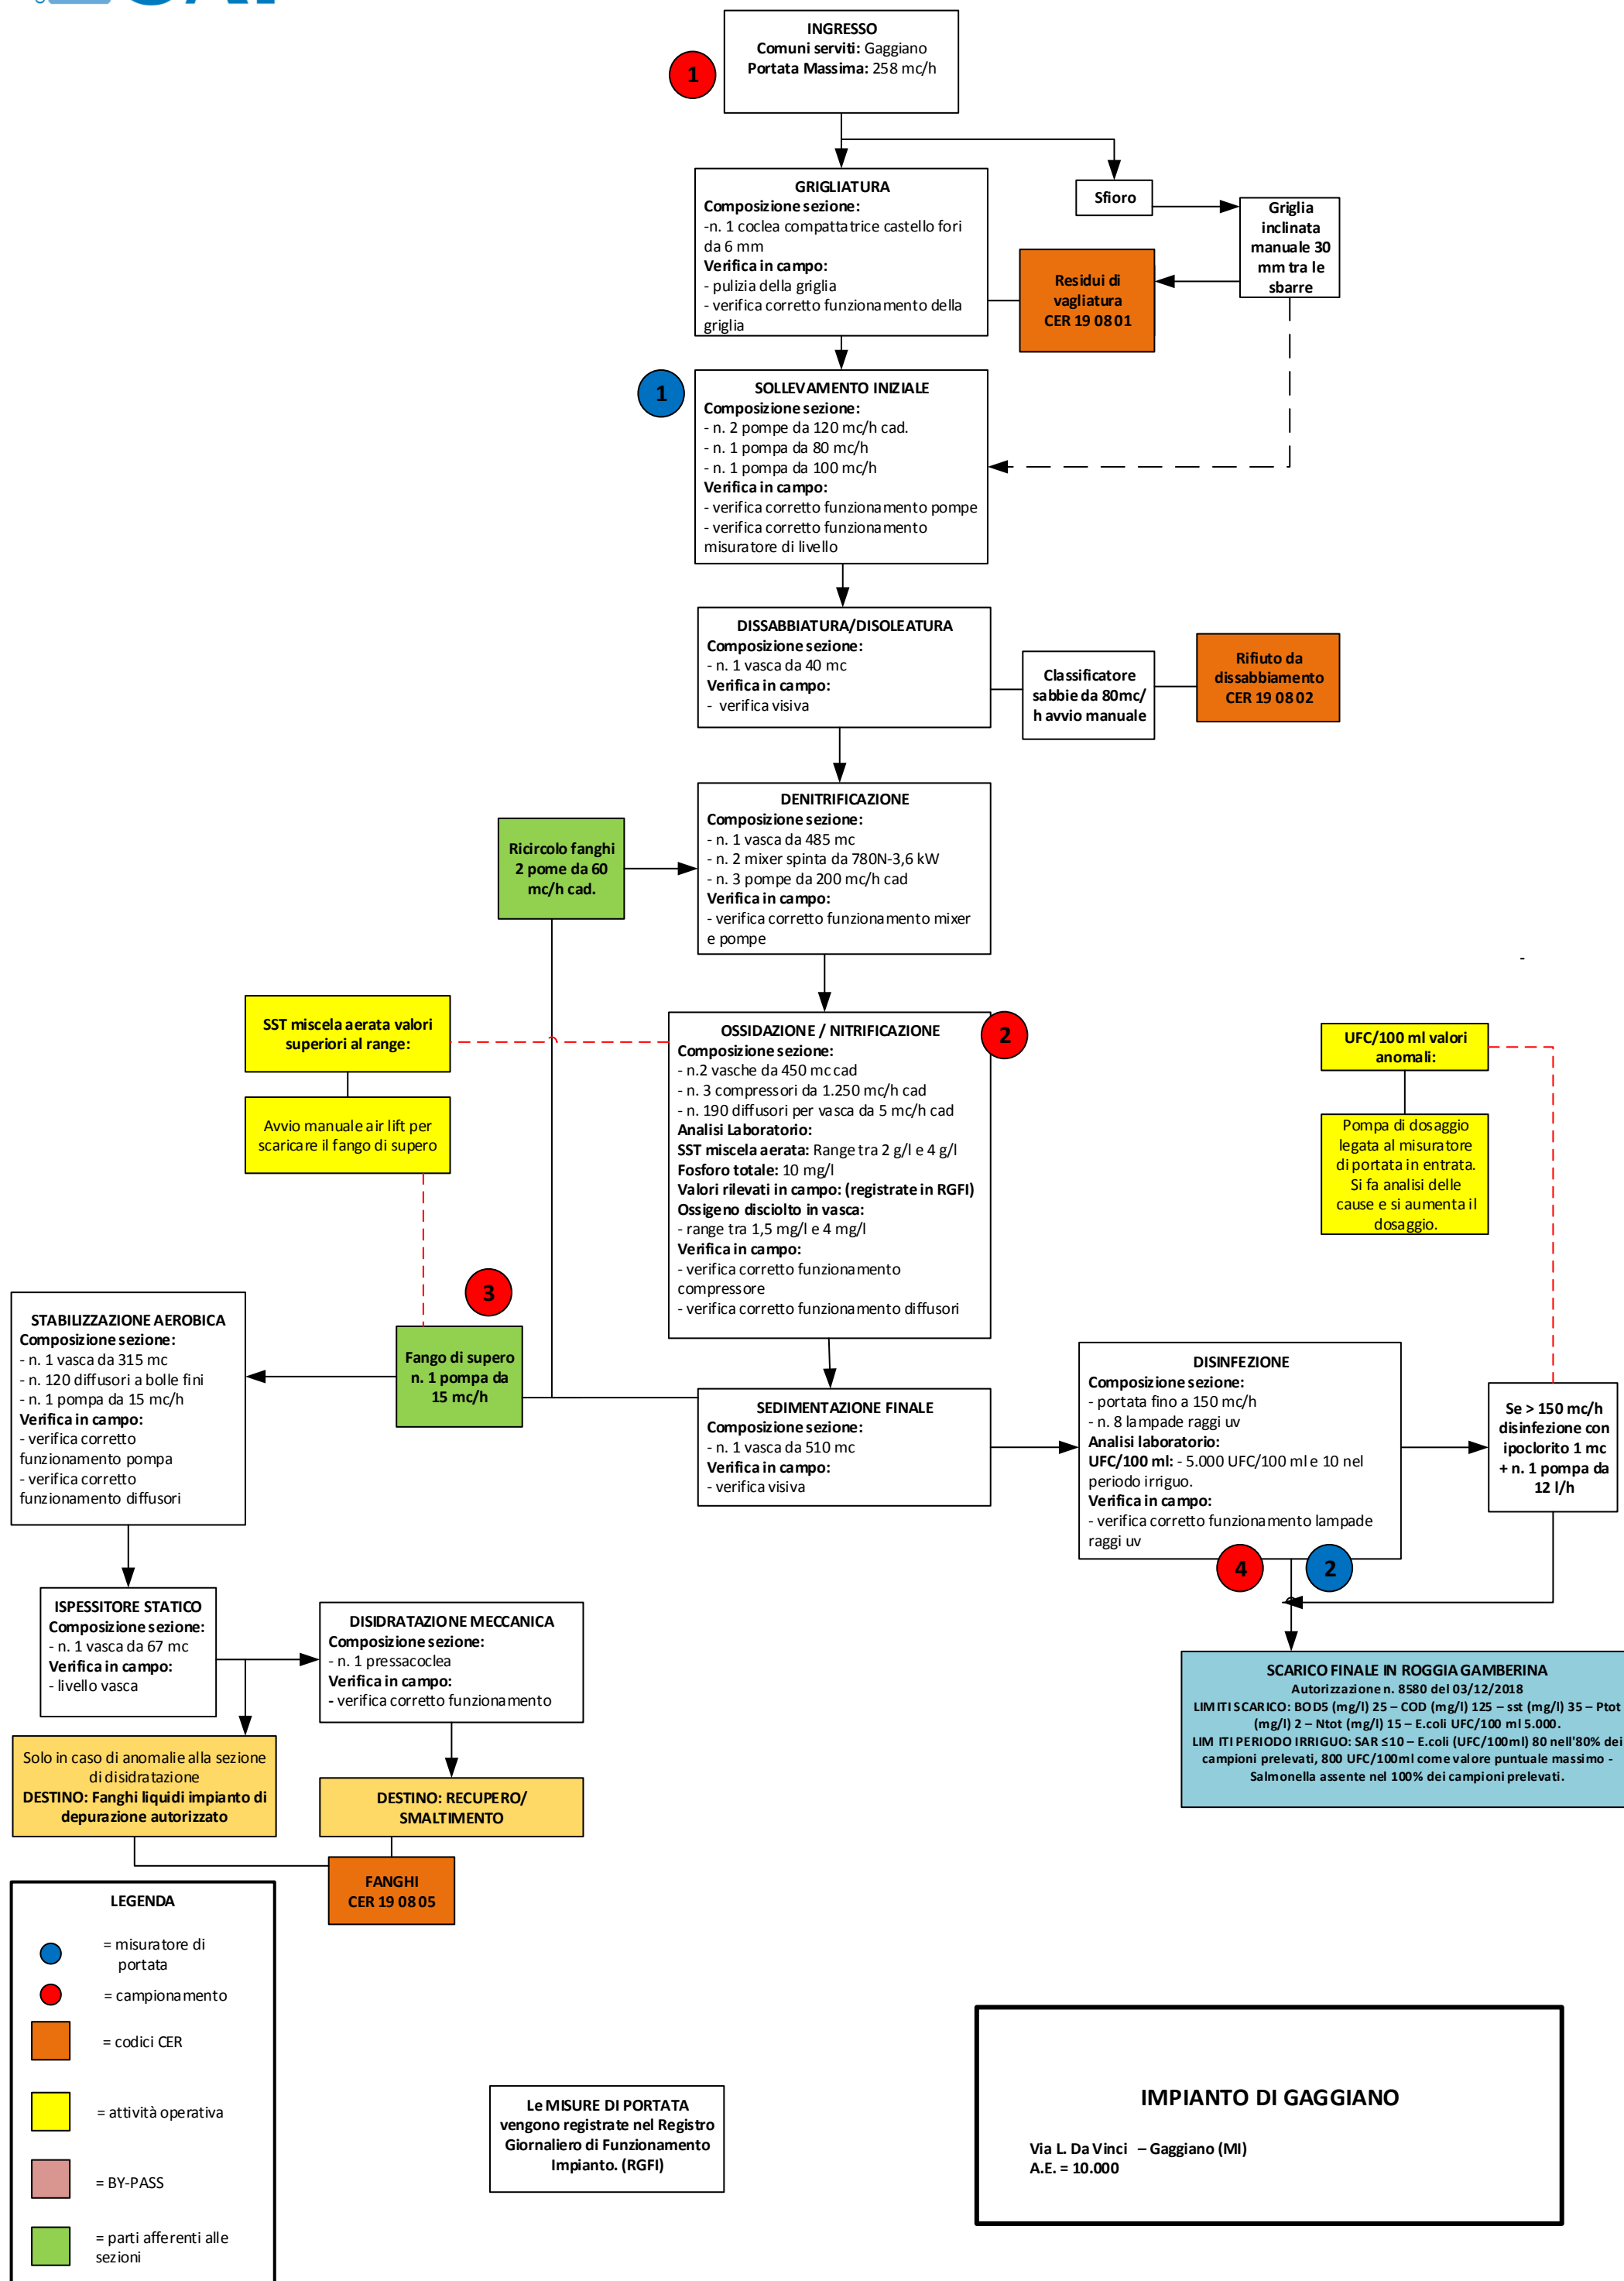 INGRESSO
Comuni serviti: Gaggiano
Portata Massima: 258 mc/h
1
GRIGLIATURA
Composizione sezione:
-n. 1 coclea compattatrice castello fori
da 6 mm
Verifica in campo:
- pulizia della griglia
- verifica corretto funzionamento della
griglia
Sfioro
Griglia
inclinata
manuale 30
mm tra le
sbarre
Residui di
vagliatura
CER 19 08 01
1
SOLLEVAMENTO INIZIALE
Composizione sezione:
- n. 2 pompe da 120 mc/h cad.
- n. 1 pompa da 80 mc/h
- n. 1 pompa da 100 mc/h
Verifica in campo:
- verifica corretto funzionamento pompe
- verifica corretto funzionamento
misuratore di livello
DISSABBIATURA/DISOLEATURA
Composizione sezione:
- n. 1 vasca da 40 mc
Verifica in campo:
- verifica visiva
Classificatore
sabbie da 80mc/
h avvio manuale
Rifiuto da
dissabbiamento
CER 19 08 02
DENITRIFICAZIONE
Composizione sezione:
- n. 1 vasca da 485 mc
- n. 2 mixer spinta da 780N-3,6 kW
- n. 3 pompe da 200 mc/h cad
Verifica in campo:
- verifica corretto funzionamento mixer
e pompe
Ricircolo fanghi
2 pome da 60
mc/h cad.
-
SST miscela aerata valori
superiori al range:
Avvio manuale air lift per
scaricare il fango di supero
OSSIDAZIONE / NITRIFICAZIONE
Composizione sezione:
- n.2 vasche da 450 mc cad
- n. 3 compressori da 1.250 mc/h cad
- n. 190 diffusori per vasca da 5 mc/h cad
Analisi Laboratorio:
SST miscela aerata: Range tra 2 g/l e 4 g/l
Fosforo totale: 10 mg/l
Valori rilevati in campo: (registrate in RGFI)
Ossigeno disciolto in vasca:
- range tra 1,5 mg/l e 4 mg/l
Verifica in campo:
- verifica corretto funzionamento
compressore
- verifica corretto funzionamento diffusori
2
UFC/100 ml valori
anomali:
Pompa di dosaggio
legata al misuratore
di portata in entrata.
Si fa analisi delle
cause e si aumenta il
dosaggio.
3
STABILIZZAZIONE AEROBICA
Composizione sezione:
- n. 1 vasca da 315 mc
- n. 120 diffusori a bolle fini
- n. 1 pompa da 15 mc/h
Verifica in campo:
- verifica corretto
funzionamento pompa
- verifica corretto
funzionamento diffusori
Fango di supero
n. 1 pompa da
15 mc/h
SEDIMENTAZIONE FINALE
Composizione sezione:
- n. 1 vasca da 510 mc
Verifica in campo:
- verifica visiva
DISINFEZIONE
Composizione sezione:
- portata fino a 150 mc/h
- n. 8 lampade raggi uv
Analisi laboratorio:
UFC/100 ml: - 5.000 UFC/100 ml e 10 nel
periodo irriguo.
Verifica in campo:
- verifica corretto funzionamento lampade
raggi uv
Se > 150 mc/h
disinfezione con
ipoclorito 1 mc
+ n. 1 pompa da
12 l/h
4
2
ISPESSITORE STATICO
Composizione sezione:
- n. 1 vasca da 67 mc
Verifica in campo:
- livello vasca
DISIDRATAZIONE MECCANICA
Composizione sezione:
- n. 1 pressacoclea
Verifica in campo:
- verifica corretto funzionamento
SCARICO FINALE IN ROGGIA GAMBERINA
Autorizzazione n. 8580 del 03/12/2018
LIMITI SCARICO: BOD5 (mg/l) 25 – COD (mg/l) 125 – sst (mg/l) 35 – Ptot
(mg/l) 2 – Ntot (mg/l) 15 – E.coli UFC/100 ml 5.000.
LIMITI PERIODO IRRIGUO: SAR ≤10 – E.coli (UFC/100ml) 80 nell'80% dei
campioni prelevati, 800 UFC/100ml come valore puntuale massimo -
Salmonella assente nel 100% dei campioni prelevati.
Solo in caso di anomalie alla sezione
di disidratazione
DESTINO: Fanghi liquidi impianto di
depurazione autorizzato
DESTINO: RECUPERO/
SMALTIMENTO
FANGHI
CER 19 08 05
LEGENDA
= misuratore di
portata
= campionamento
= codici CER
= attività operativa
= BY-PASS
= parti afferenti alle
sezioni
Le MISURE DI PORTATA
vengono registrate nel Registro
Giornaliero di Funzionamento
Impianto. (RGFI)
IMPIANTO DI GAGGIANO
Via L. Da Vinci – Gaggiano (MI)
A.E. = 10.000